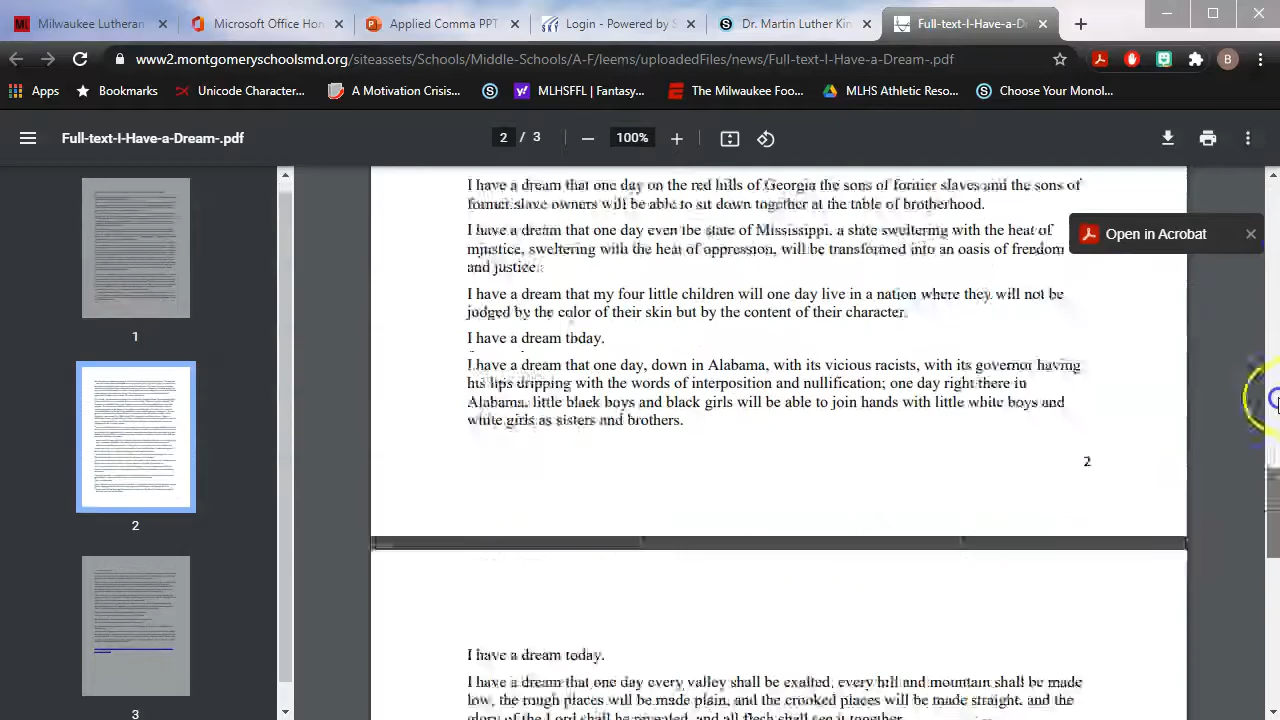 Milwaukee Lutheran
Microsoft Office Hom
Applied Comma PPT
Login - Powered by S
Dr. Martin Luther Kin
Full-text-I-Have-a-Dr
www2.montgomeryschoolsmd.org/siteassets/Schools/Middle-Schools/A-F/leems/uploadedFiles/news/Full-text-I-Have-a-Dream-.pdf
B
Apps
Bookmarks
Unicode Character...
A Motivation Crisis...
MLHSFFL | Fantasy...
The Milwaukee Foo...
MLHS Athletic Reso...
Choose Your Monol...
Full-text-I-Have-a-Dream-.pdf
2 / 3
100%
Open in Acrobat
1
2
3
I have a dream that one day on the red hills of Georgia the sons of former slaves and the sons of
former slave owners will be able to sit down together at the table of brotherhood.
I have a dream that one day even the state of Mississippi, a state sweltering with the heat of
injustice, sweltering with the heat of oppression, will be transformed into an oasis of freedom
and justice.
I have a dream that my four little children will one day live in a nation where they will not be
judged by the color of their skin but by the content of their character.
I have a dream today.
I have a dream that one day, down in Alabama, with its vicious racists, with its governor having
his lips dripping with the words of interposition and nullification; one day right there in
Alabama, little black boys and black girls will be able to join hands with little white boys and
white girls as sisters and brothers.
2
I have a dream today.
I have a dream that one day every valley shall be exalted, every hill and mountain shall be made
low, the rough places will be made plain, and the crooked places will be made straight, and the
glory of the Lord shall be revealed, and all flesh shall see it together.